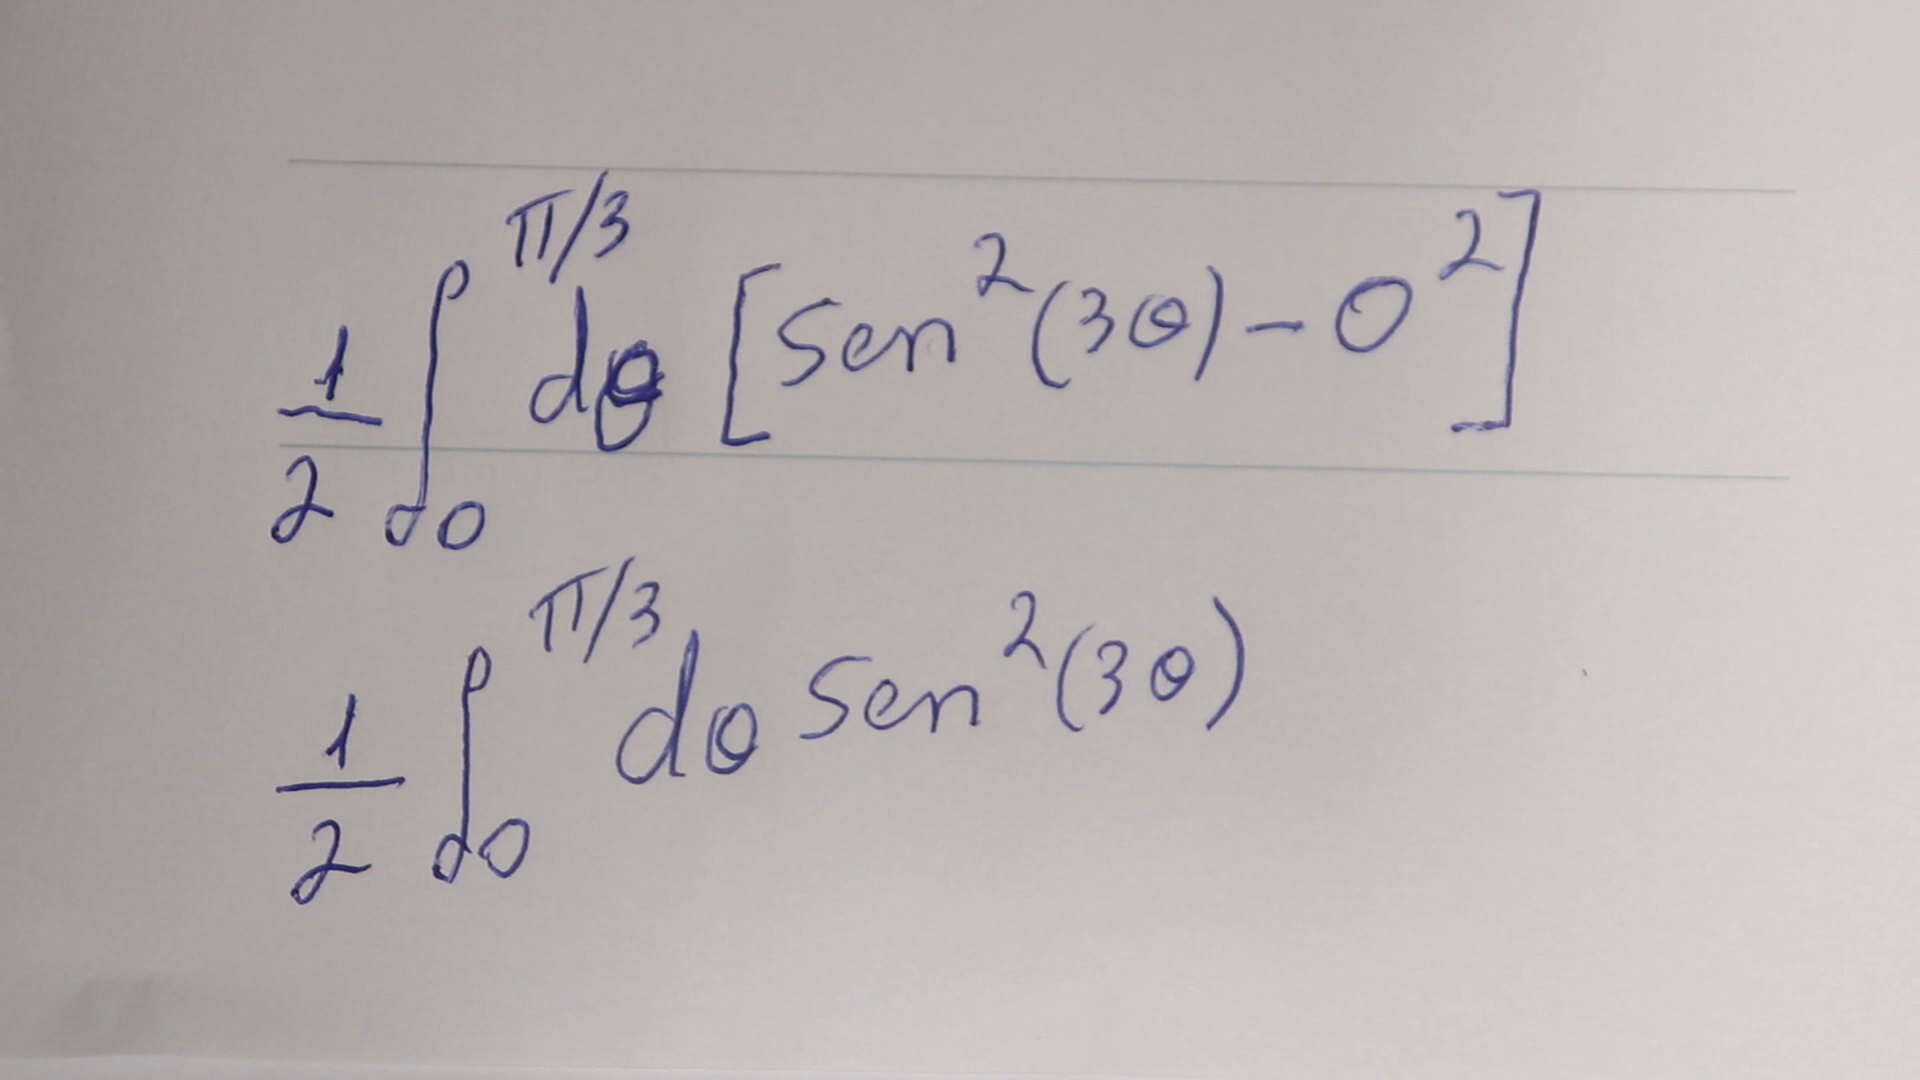 1/2 ∫₀^{π/3} dθ [sen²(3θ) - 0²]
1/2 ∫₀^{π/3} dθ sen²(3θ)